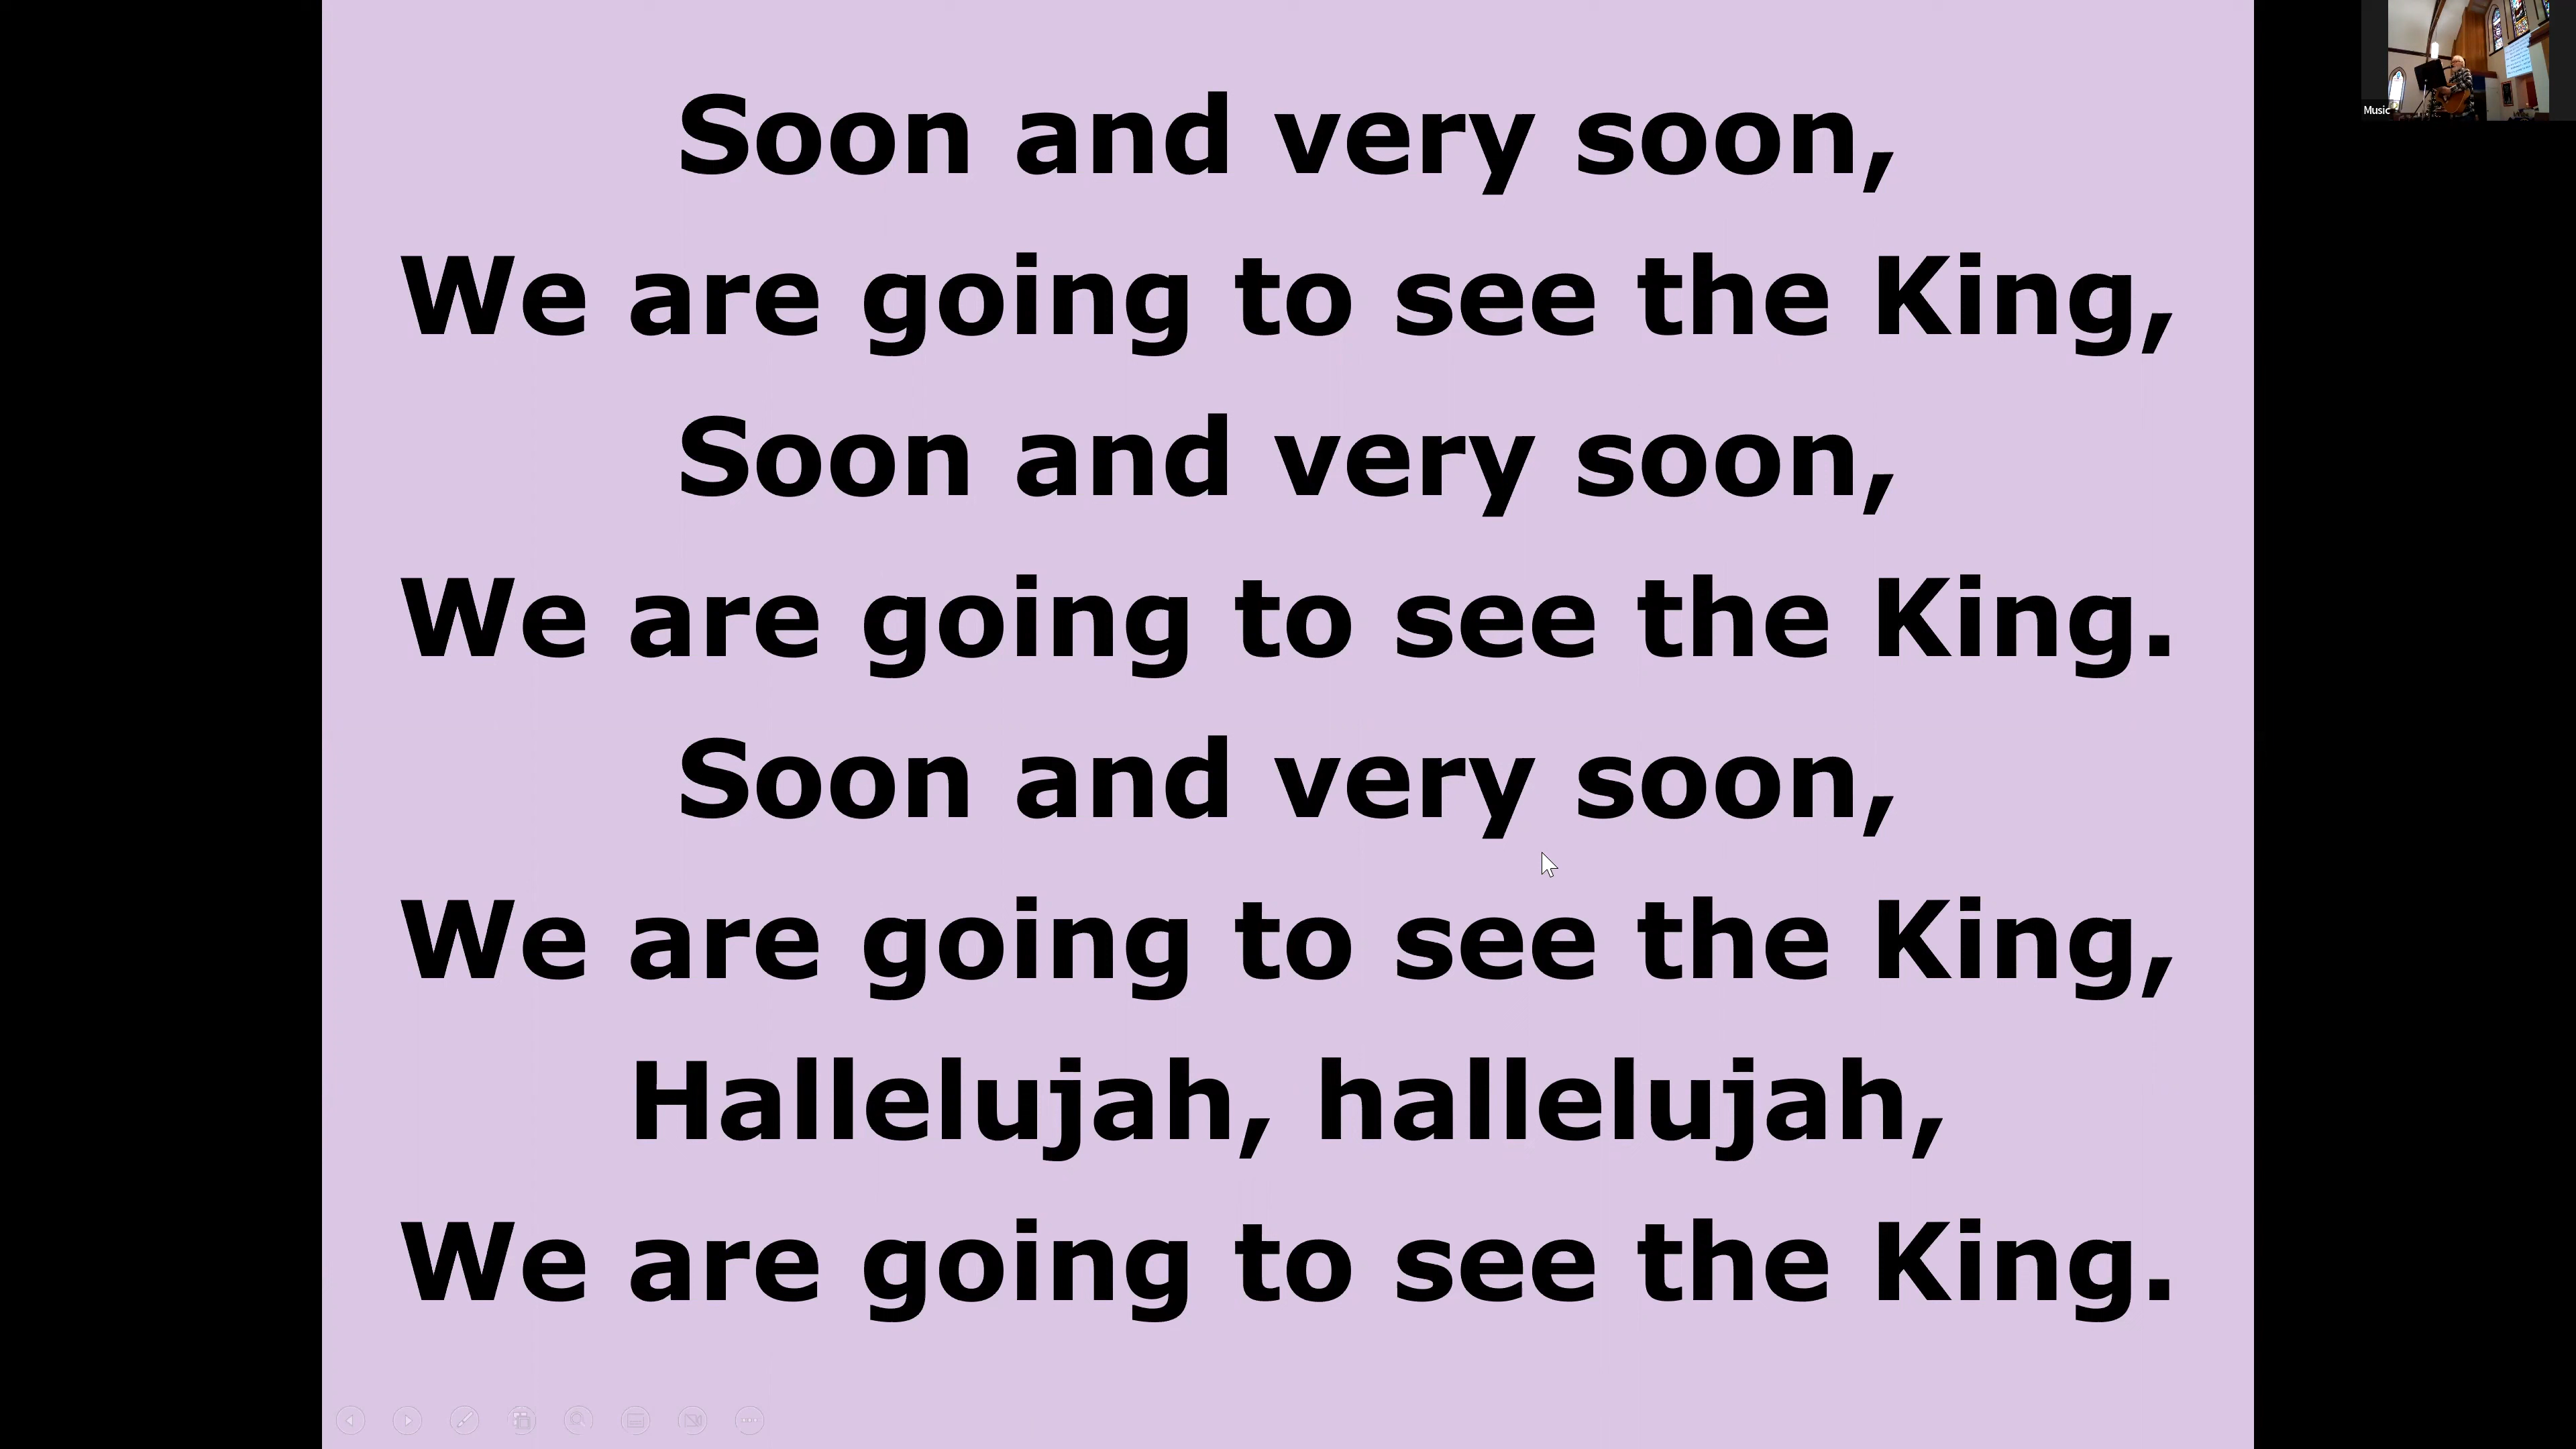 Soon and very soon,
We are going to see the King,
Soon and very soon,
We are going to see the King.
Soon and very soon,
We are going to see the King,
Hallelujah, hallelujah,
We are going to see the King.
Music